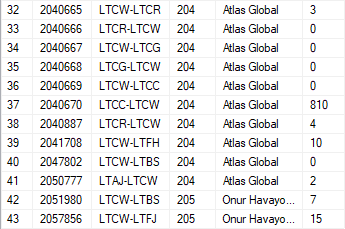 32 2040665 LTCW-LTCR 204 Atlas Global 3
33 2040666 LTCR-LTCW 204 Atlas Global 0
34 2040667 LTCW-LTCG 204 Atlas Global 0
35 2040668 LTCG-LTCW 204 Atlas Global 0
36 2040669 LTCW-LTCC 204 Atlas Global 0
37 2040670 LTCC-LTCW 204 Atlas Global 810
38 2040887 LTCR-LTCW 204 Atlas Global 4
39 2041708 LTCW-LTFH 204 Atlas Global 10
40 2047802 LTCW-LTBS 204 Atlas Global 0
41 2050777 LTAJ-LTCW 204 Atlas Global 2
42 2051980 LTCW-LTBS 205 Onur Havayo... 7
43 2057856 LTCW-LTFJ 205 Onur Havayo... 15